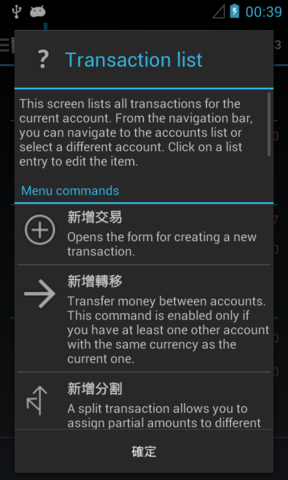 00:39
3
? Transaction list
This screen lists all transactions for the
current account. From the navigation bar,
you can navigate to the accounts list or
select a different account. Click on a list
entry to edit the item.
Menu commands
新增交易
Opens the form for creating a new
transaction.
新增轉移
Transfer money between accounts.
This command is enabled only if
you have at least one other account
with the same currency as the
current one.
新增分割
A split transaction allows you to
assign partial amounts to different
確定